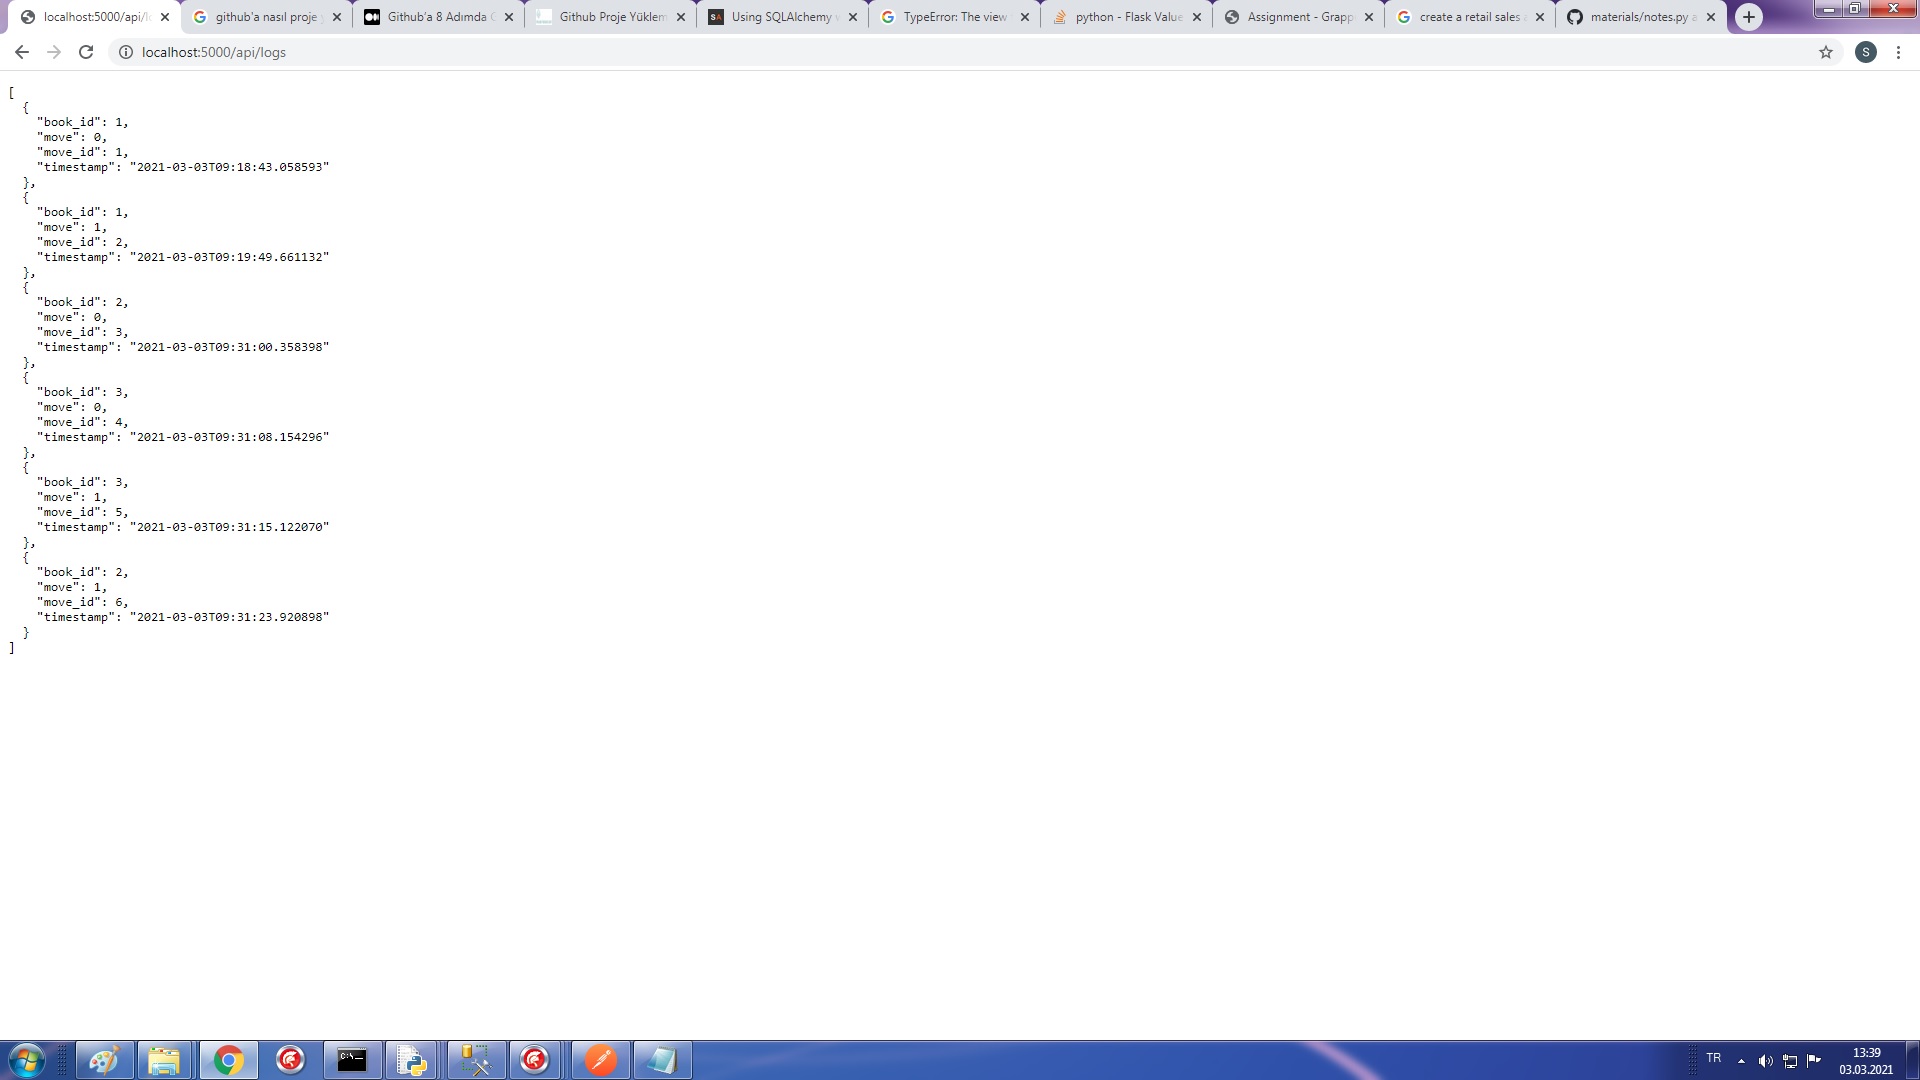 localhost:5000/api/l
github'a nasıl proje
Github'a 8 Adımda
Github Proje Yüklem
SA
Using SQLAlchemy
TypeError: The view
python - Flask Value
Assignment - Grapp
create a retail sales
materials/notes.py
localhost:5000/api/logs
S
[
  {
    "book_id": 1,
    "move": 0,
    "move_id": 1,
    "timestamp": "2021-03-03T09:18:43.058593"
  },
  {
    "book_id": 1,
    "move": 1,
    "move_id": 2,
    "timestamp": "2021-03-03T09:19:49.661132"
  },
  {
    "book_id": 2,
    "move": 0,
    "move_id": 3,
    "timestamp": "2021-03-03T09:31:00.358398"
  },
  {
    "book_id": 3,
    "move": 0,
    "move_id": 4,
    "timestamp": "2021-03-03T09:31:08.154296"
  },
  {
    "book_id": 3,
    "move": 1,
    "move_id": 5,
    "timestamp": "2021-03-03T09:31:15.122070"
  },
  {
    "book_id": 2,
    "move": 1,
    "move_id": 6,
    "timestamp": "2021-03-03T09:31:23.920898"
  }
]
C:\._
TR
13:39
03.03.2021